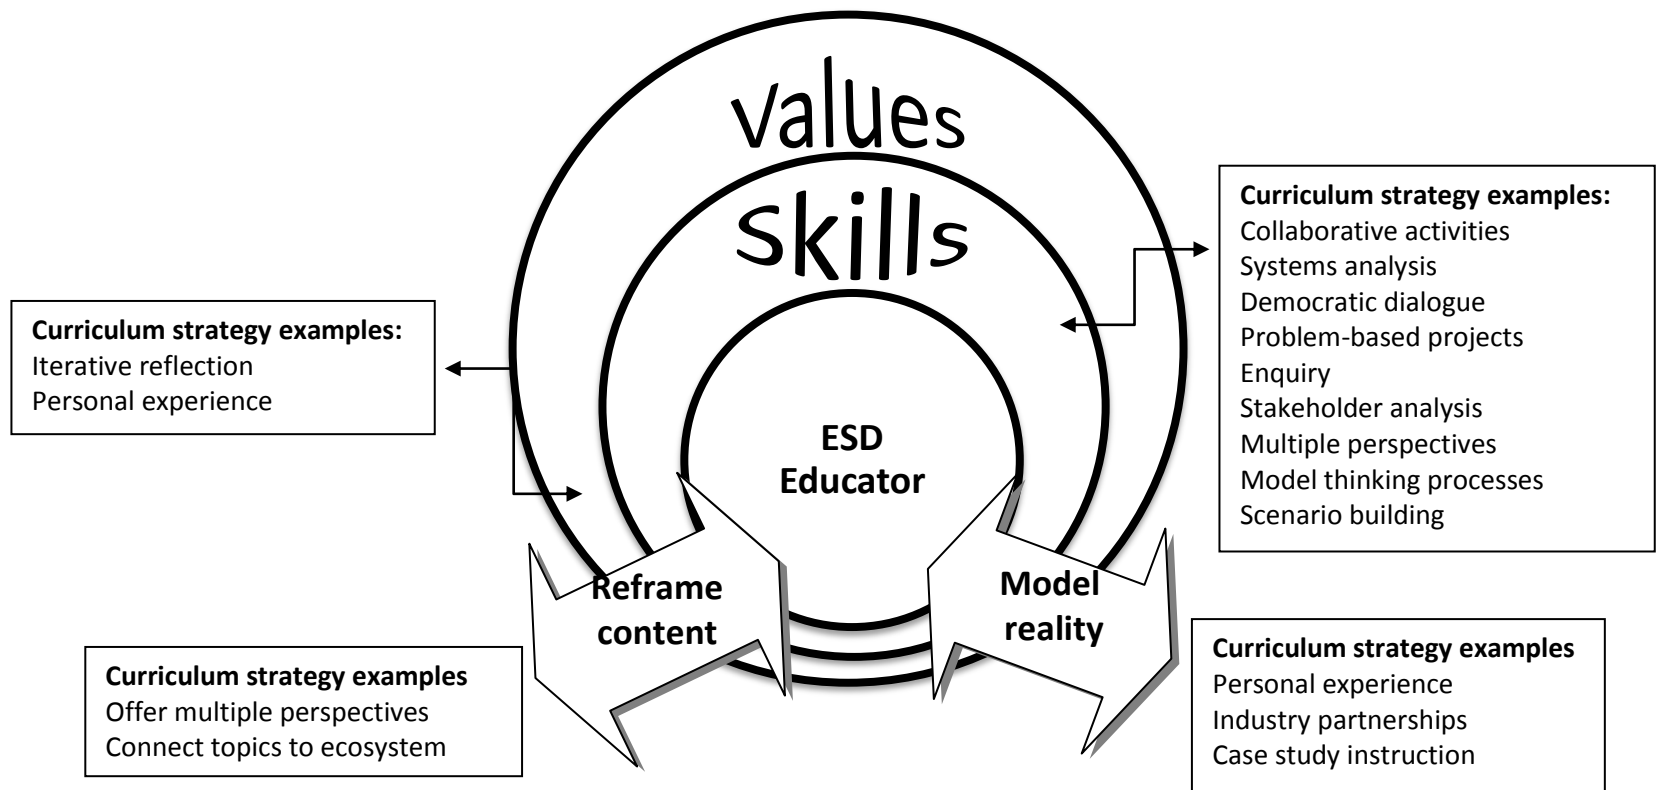 Values
Skills
ESD
Educator
Curriculum strategy examples:
Iterative reflection
Personal experience
Curriculum strategy examples:
Collaborative activities
Systems analysis
Democratic dialogue
Problem-based projects
Enquiry
Stakeholder analysis
Multiple perspectives
Model thinking processes
Scenario building
Reframe
content
Model
reality
Curriculum strategy examples
Offer multiple perspectives
Connect topics to ecosystem
Curriculum strategy examples
Personal experience
Industry partnerships
Case study instruction